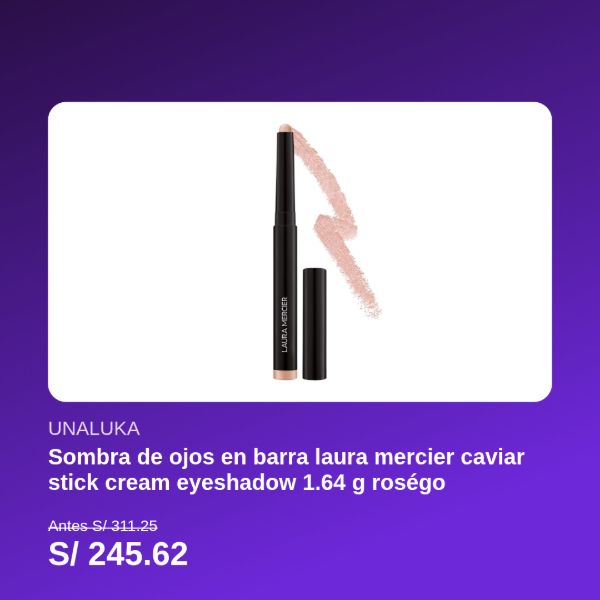 LAURA MERCIER
UNALUKA
Sombra de ojos en barra laura mercier caviar
stick cream eyeshadow 1.64 g roségo
Antes S/ 311.25
S/ 245.62